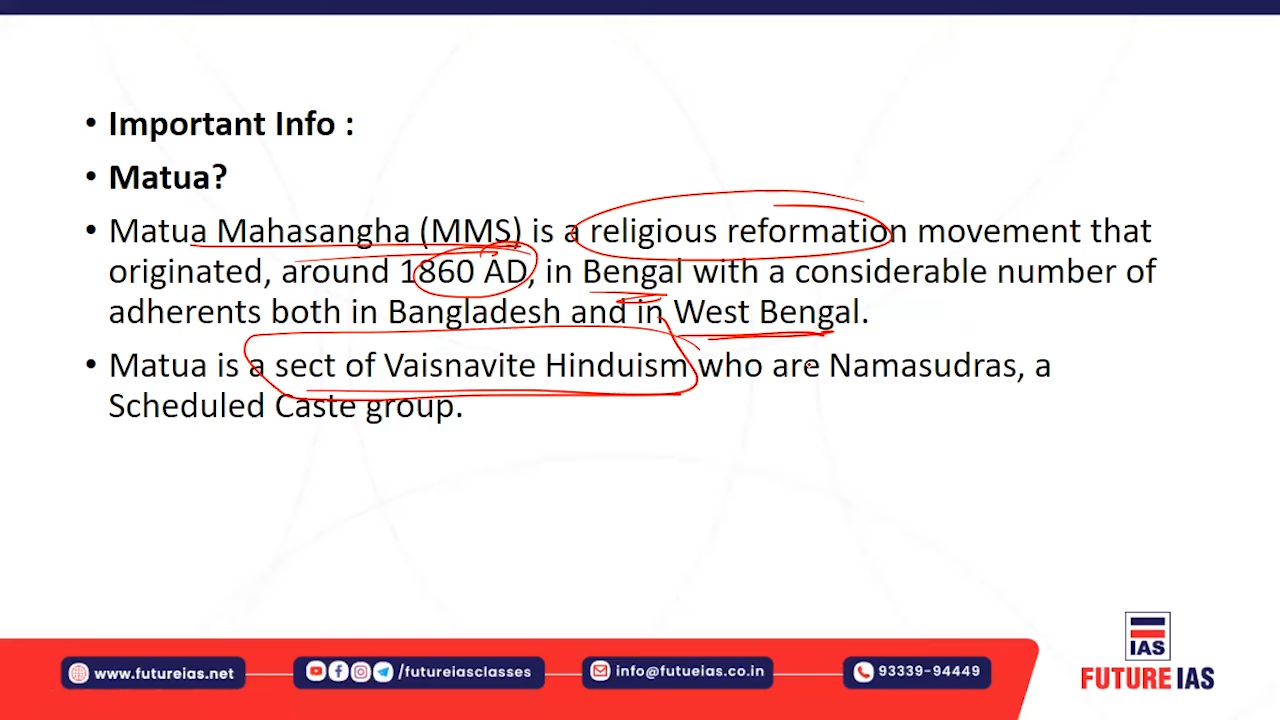 • Important Info :
• Matua?
• Matua Mahasangha (MMS) is a religious reformation movement that
originated, around 1860 AD, in Bengal with a considerable number of
adherents both in Bangladesh and in West Bengal.
• Matua is a sect of Vaisnavite Hinduism who are Namasudras, a
Scheduled Caste group.
IAS
FUTURE IAS
www.futureias.net
/futureiasclasses
info@futueias.co.in
93339-94449